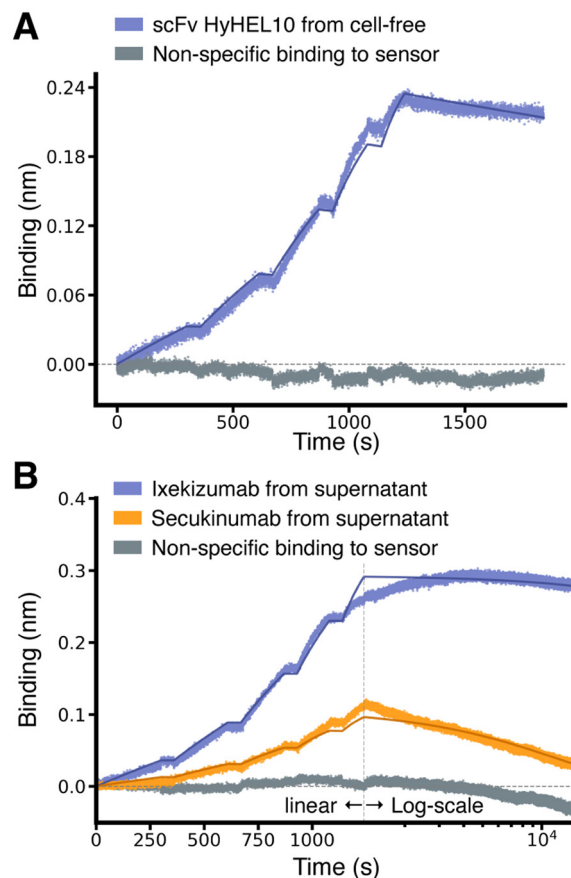 A
scFv HyHEL10 from cell-free
Non-specific binding to sensor
Binding (nm)
0.24
0.18
0.12
0.06
0.00
0
500
1000
1500
Time (s)
B
Ixekizumab from supernatant
Secukinumab from supernatant
Non-specific binding to sensor
Binding (nm)
0.4
0.3
0.2
0.1
0.0
linear ←→ Log-scale
0
250
500
750
1000
10⁴
Time (s)